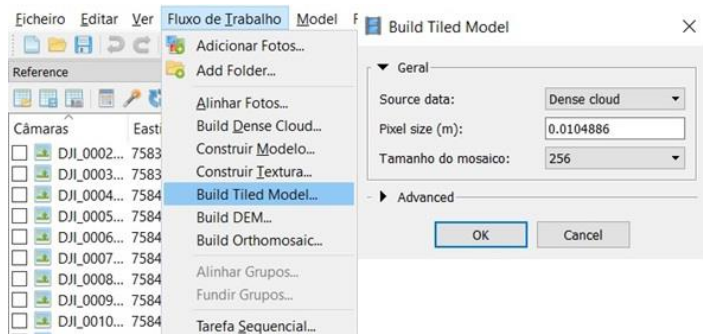 Ficheiro Editar Ver Fluxo de Trabalho Model F
Adicionar Fotos...
Add Folder...
Alinhar Fotos...
Build Dense Cloud...
Construir Modelo...
Construir Textura...
Build Tiled Model...
Build DEM...
Build Orthomosaic...
Alinhar Grupos...
Fundir Grupos...
Tarefa Sequencial...
Reference
Câmaras Easti
DJI_0002... 7583
DJI_0003... 7583
DJI_0004... 7584
DJI_0005... 7584
DJI_0006... 7584
DJI_0007... 7584
DJI_0008... 7584
DJI_0009... 7584
DJI_0010... 7584
Build Tiled Model
Geral
Source data: Dense cloud
Pixel size (m): 0.0104886
Tamanho do mosaico: 256
Advanced
OK Cancel